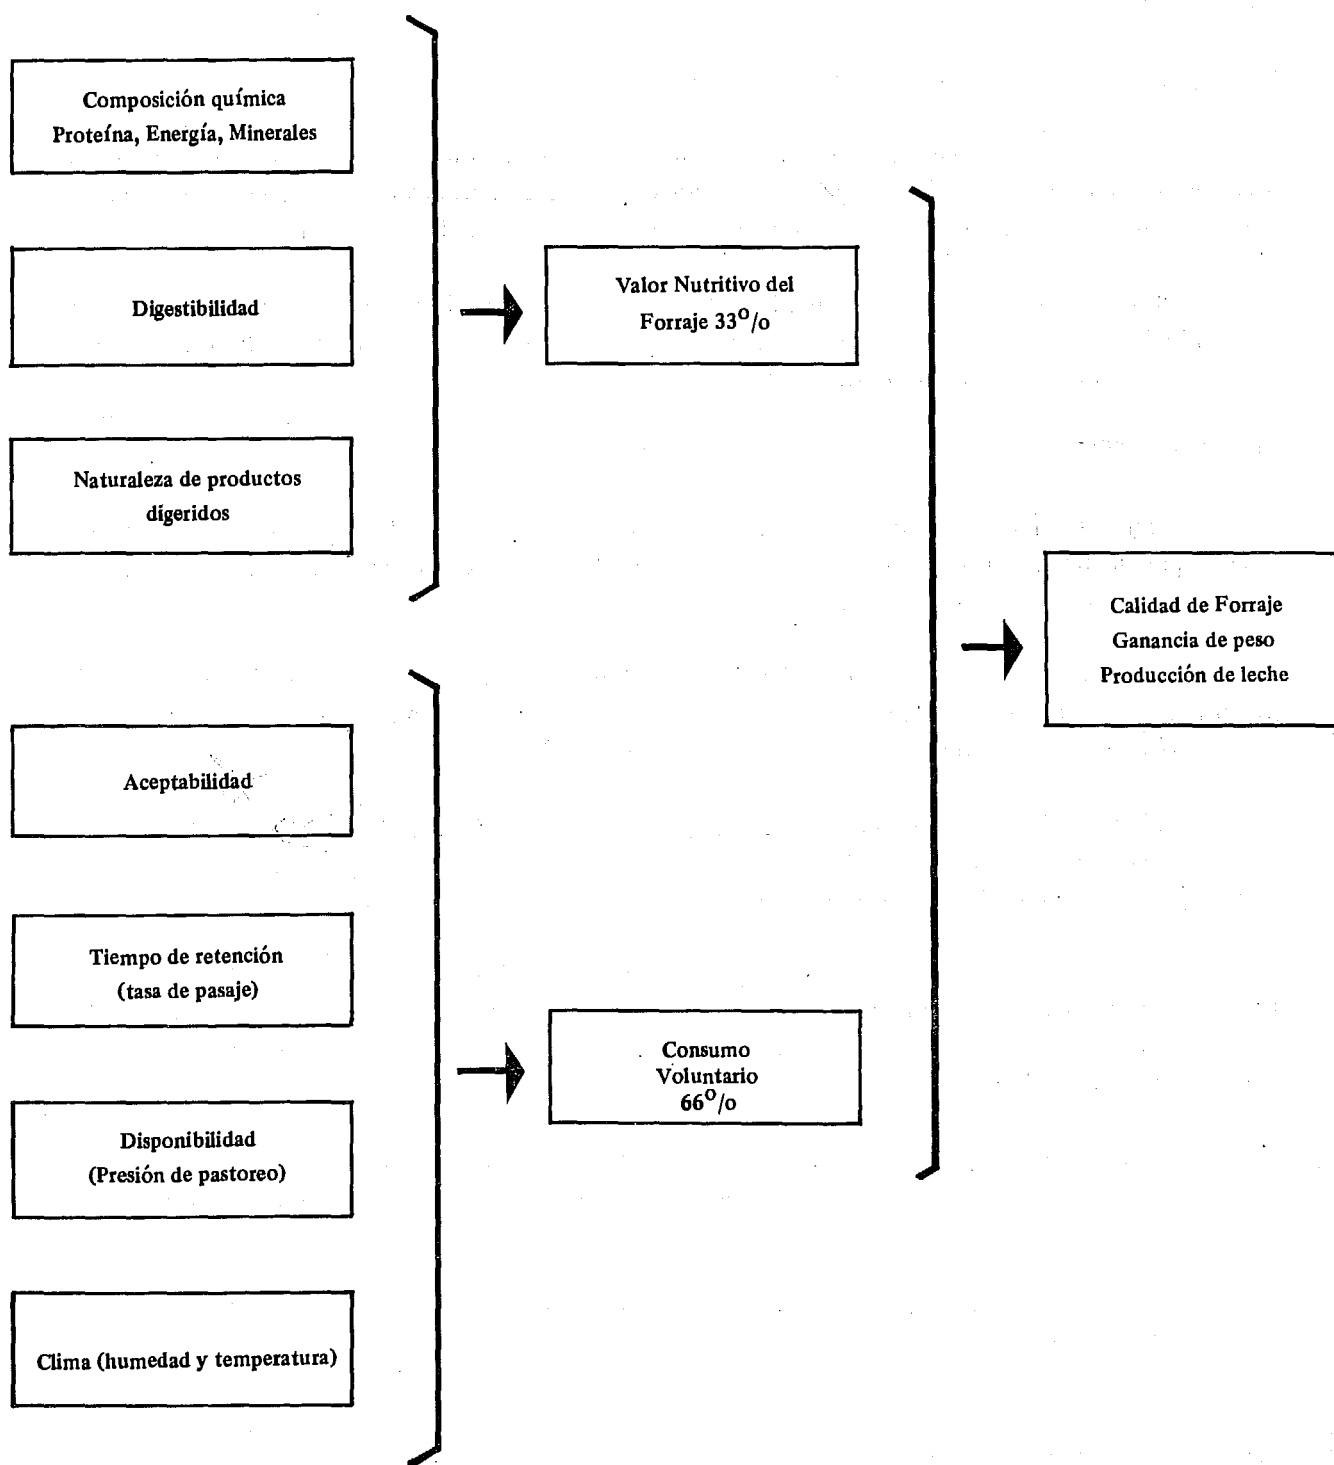 Composición química
Proteína, Energía, Minerales
Digestibilidad
Naturaleza de productos
digeridos
Valor Nutritivo del
Forraje 33º/o
Aceptabilidad
Tiempo de retención
(tasa de pasaje)
Disponibilidad
(Presión de pastoreo)
Clima (humedad y temperatura)
Consumo
Voluntario
66º/o
Calidad de Forraje
Ganancia de peso
Producción de leche